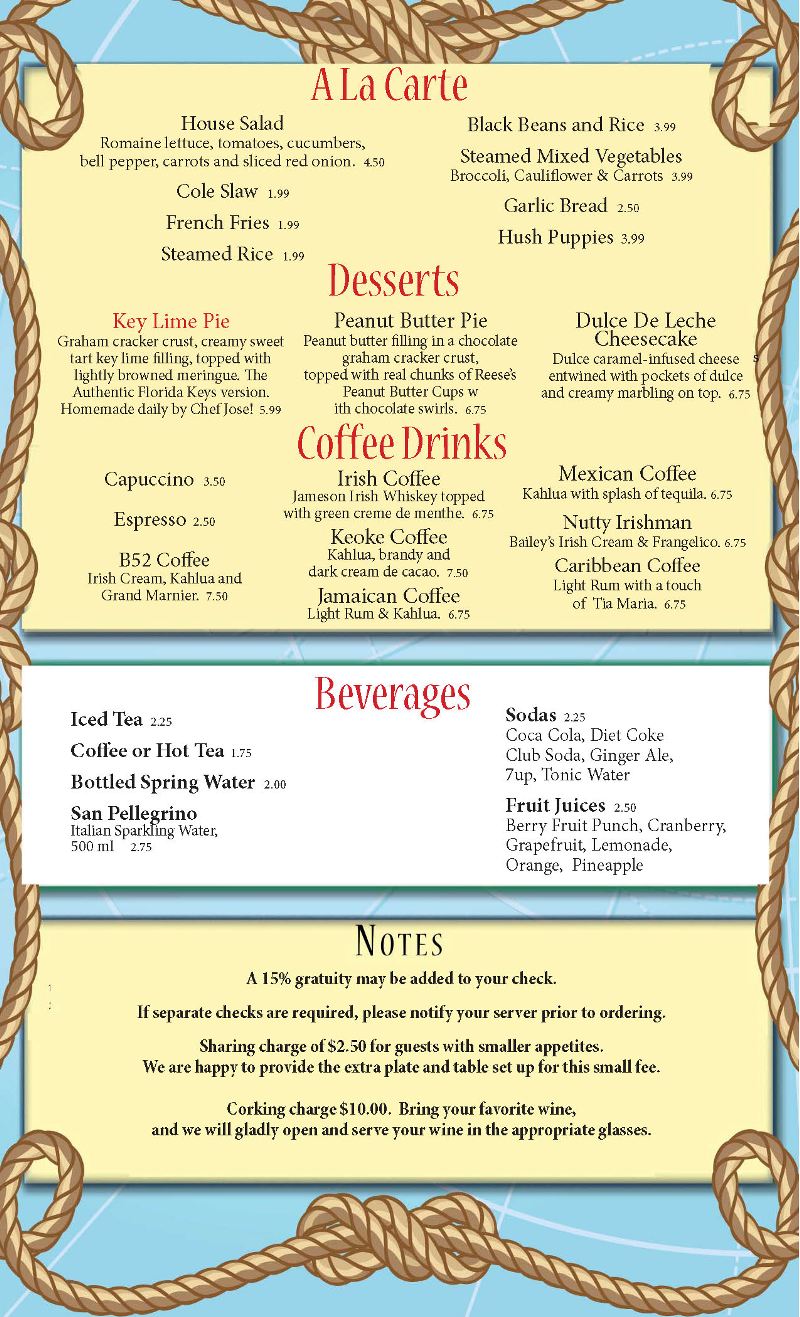 A La Carte
House Salad
Romaine lettuce, tomatoes, cucumbers,
bell pepper, carrots and sliced red onion. 4.50
Cole Slaw 1.99
French Fries 1.99
Steamed Rice 1.99
Black Beans and Rice 3.99
Steamed Mixed Vegetables
Broccoli, Cauliflower & Carrots 3.99
Garlic Bread 2.50
Hush Puppies 3.99
Desserts
Key Lime Pie
Graham cracker crust, creamy sweet
tart key lime filling, topped with
lightly browned meringue. The
Authentic Florida Keys version.
Homemade daily by Chef Jose! 5.99
Peanut Butter Pie
Peanut butter filling in a chocolate
graham cracker crust,
topped with real chunks of Reese's
Peanut Butter Cups w
ith chocolate swirls. 6.75
Dulce De Leche
Cheesecake
Dulce caramel-infused cheese s
entwined with pockets of dulce
and creamy marbling on top. 6.75
Coffee Drinks
Capuccino 3.50
Espresso 2.50
B52 Coffee
Irish Cream, Kahlua and
Grand Marnier. 7.50
Irish Coffee
Jameson Irish Whiskey topped
with green creme de menthe. 6.75
Keoke Coffee
Kahlua, brandy and
dark cream de cacao. 7.50
Jamaican Coffee
Light Rum & Kahlua. 6.75
Mexican Coffee
Kahlua with splash of tequila. 6.75
Nutty Irishman
Bailey's Irish Cream & Frangelico. 6.75
Caribbean Coffee
Light Rum with a touch
of Tia Maria. 6.75
Beverages
Iced Tea 2.25
Coffee or Hot Tea 1.75
Bottled Spring Water 2.00
San Pellegrino
Italian Sparkling Water,
500 ml 2.75
Sodas 2.25
Coca Cola, Diet Coke
Club Soda, Ginger Ale,
7up, Tonic Water
Fruit Juices 2.50
Berry Fruit Punch, Cranberry,
Grapefruit, Lemonade,
Orange, Pineapple
Notes
A 15% gratuity may be added to your check.
If separate checks are required, please notify your server prior to ordering.
Sharing charge of $2.50 for guests with smaller appetites.
We are happy to provide the extra plate and table set up for this small fee.
Corking charge $10.00. Bring your favorite wine,
and we will gladly open and serve your wine in the appropriate glasses.